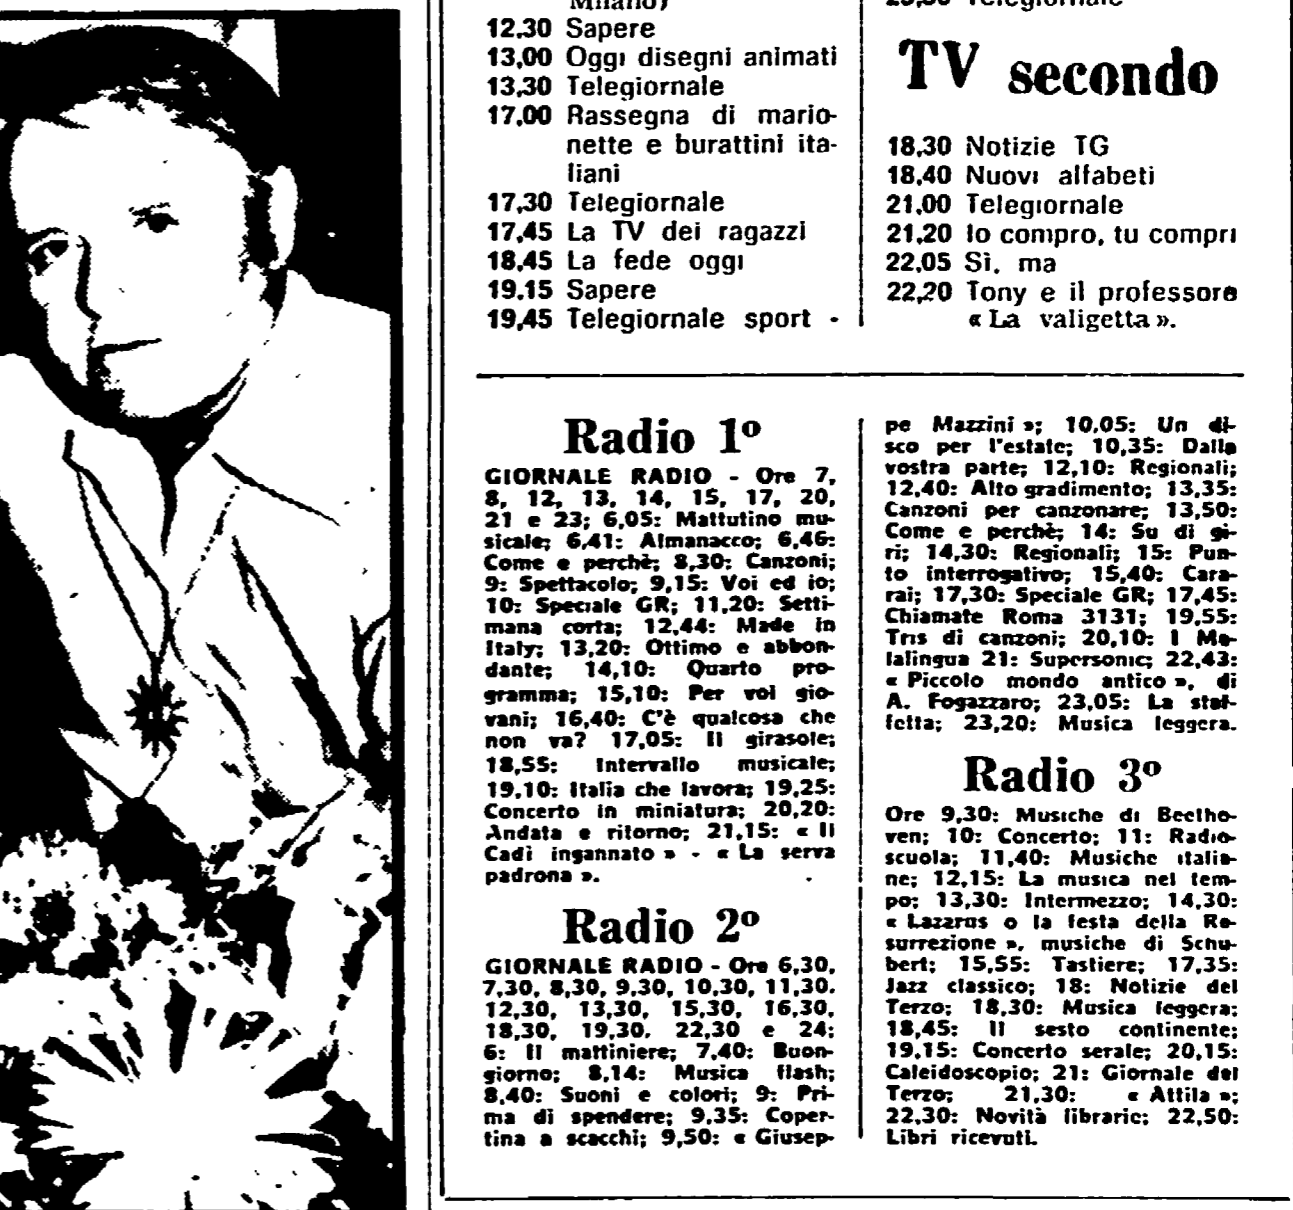 Milano)
12,30 Sapere
13,00 Oggi disegni animati
13,30 Telegiornale
17,00 Rassegna di mario-
nette e burattini ita-
liani
17,30 Telegiornale
17,45 La TV dei ragazzi
18,45 La fede oggi
19.15 Sapere
19,45 Telegiornale sport -
Telegiornale
TV secondo
18,30 Notizie TG
18,40 Nuovi alfabeti
21,00 Telegiornale
21,20 Io compro, tu compri
22,05 Sì, ma
22,20 Tony e il professore
« La valigetta ».
Radio 1º
GIORNALE RADIO - Ore 7,
8, 12, 13, 14, 15, 17, 20,
21 e 23; 6,05: Mattutino mu-
sicale; 6,41: Almanacco; 6,46:
Come e perchè; 8,30: Canzoni;
9: Spettacolo; 9,15: Voi ed io;
10: Speciale GR; 11,20: Setti-
mana corta; 12,44: Made in
Italy; 13,20: Ottimo e abbon-
dante; 14,10: Quarto pro-
gramma; 15,10: Per voi gio-
vani; 16,40: C'è qualcosa che
non va? 17,05: Il girasole;
18,55: Intervallo musicale;
19,10: Italia che lavora; 19,25:
Concerto in miniatura; 20,20:
Andata e ritorno; 21,15: « Il
Cadì ingannato » - « La serva
padrona ».
Radio 2º
GIORNALE RADIO - Ore 6,30,
7,30, 8,30, 9,30, 10,30, 11,30.
12,30, 13,30, 15,30, 16,30,
18,30, 19,30. 22,30 e 24;
6: Il mattiniere; 7,40: Buon-
giorno; 8,14: Musica flash;
8,40: Suoni e colori; 9: Pri-
ma di spendere; 9,35: Coper-
tina a scacchi; 9,50: « Giusep-
pe Mazzini »; 10,05: Un di-
sco per l'estate; 10,35: Dalla
vostra parte; 12,10: Regionali;
12,40: Alto gradimento; 13,35:
Canzoni per canzonare; 13,50:
Come e perchè; 14: Su di gi-
ri; 14,30: Regionali; 15: Pun-
to interrogativo; 15,40: Cara-
rai; 17,30: Speciale GR; 17,45:
Chiamate Roma 3131; 19,55:
Tris di canzoni; 20,10: I Ma-
lalingua 21: Supersonic; 22,43:
« Piccolo mondo antico », di
A. Fogazzaro; 23,05: La staf-
fetta; 23,20: Musica leggera.
Radio 3º
Ore 9,30: Musiche di Beetho-
ven; 10: Concerto; 11: Radio-
scuola; 11,40: Musiche italia-
ne; 12,15: La musica nel tem-
po; 13,30: Intermezzo; 14,30:
« Lazarus o la festa della Re-
surrezione », musiche di Schu-
bert; 15,55: Tastiere; 17,35:
Jazz classico; 18: Notizie del
Terzo; 18,30: Musica leggera;
18,45: Il sesto continente;
19,15: Concerto serale; 20,15:
Caleidoscopio; 21: Giornale del
Terzo; 21,30: « Attila »;
22,30: Novità librarie; 22,50:
Libri ricevuti.